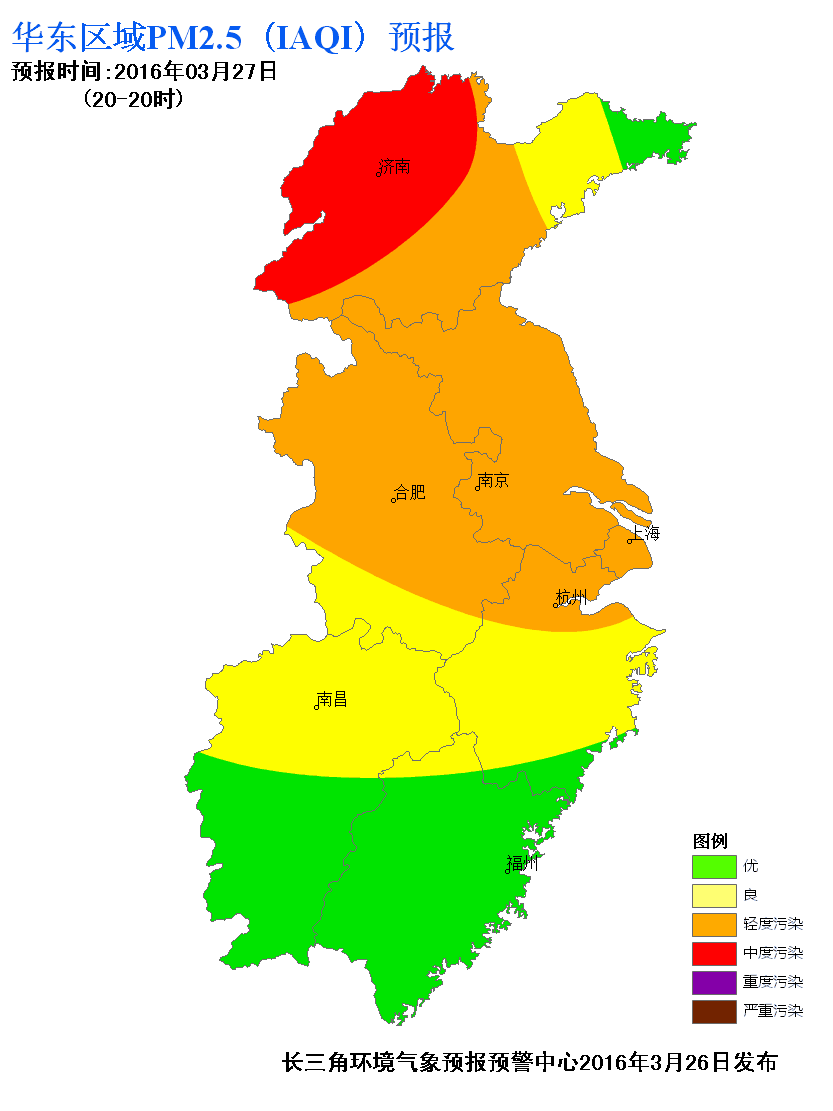 华东区域PM2.5（IAQI）预报
预报时间:2016年03月27日
(20-20时)
济南
合肥
南京
上海
杭州
南昌
福州
图例
优
良
轻度污染
中度污染
重度污染
严重污染
长三角环境气象预报预警中心2016年3月26日发布